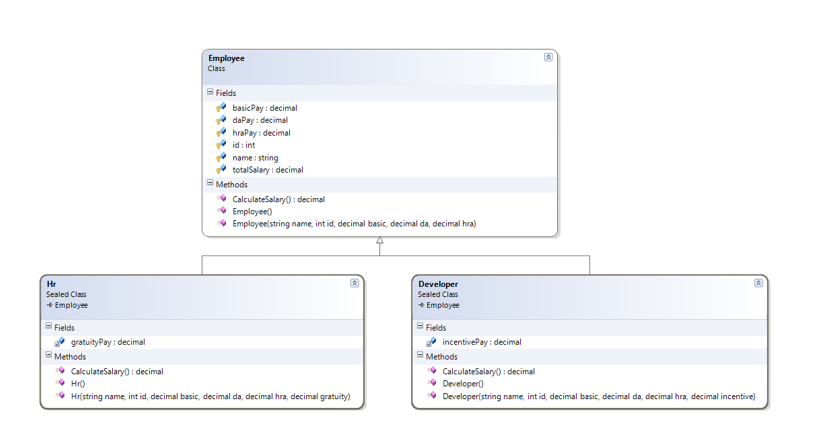 Employee
Class
Fields
basicPay : decimal
daPay : decimal
hraPay : decimal
id : int
name : string
totalSalary : decimal
Methods
CalculateSalary() : decimal
Employee()
Employee(string name, int id, decimal basic, decimal da, decimal hra)
Hr
Sealed Class
Employee
Fields
gratuityPay : decimal
Methods
CalculateSalary() : decimal
Hr()
Hr(string name, int id, decimal basic, decimal da, decimal hra, decimal gratuity)
Developer
Sealed Class
Employee
Fields
incentivePay : decimal
Methods
CalculateSalary() : decimal
Developer()
Developer(string name, int id, decimal basic, decimal da, decimal hra, decimal incentive)